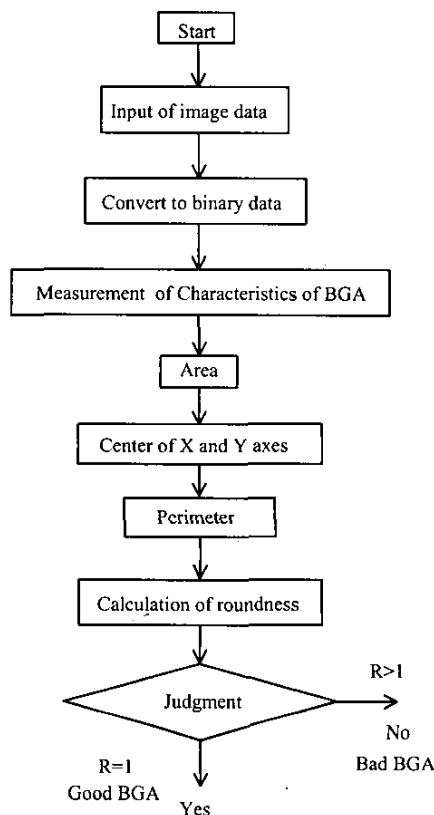 Start
Input of image data
Convert to binary data
Measurement of Characteristics of BGA
Area
Center of X and Y axes
Perimeter
Calculation of roundness
Judgment
R>1
No
Bad BGA
R=1
Good BGA
Yes